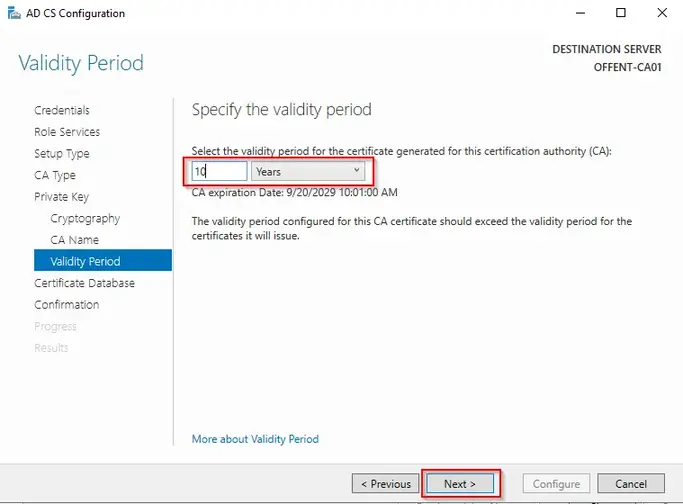 AD CS Configuration
DESTINATION SERVER
OFFENT-CA01
Validity Period
Credentials
Role Services
Setup Type
CA Type
Private Key
Cryptography
CA Name
Validity Period
Certificate Database
Confirmation
Progress
Results
Specify the validity period
Select the validity period for the certificate generated for this certification authority (CA):
10 Years
CA expiration Date: 9/20/2029 10:01:00 AM
The validity period configured for this CA certificate should exceed the validity period for the
certificates it will issue.
More about Validity Period
< Previous Next > Configure Cancel